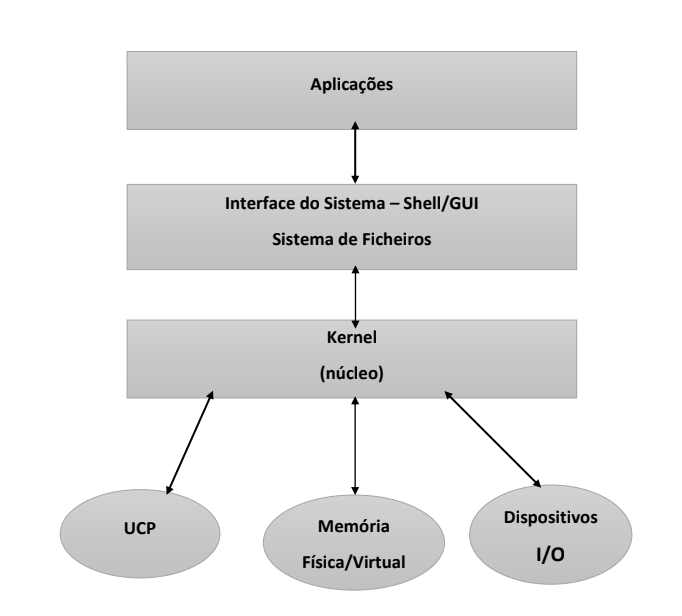 Aplicações
Interface do Sistema – Shell/GUI
Sistema de Ficheiros
Kernel
(núcleo)
UCP
Memória
Física/Virtual
Dispositivos
I/O